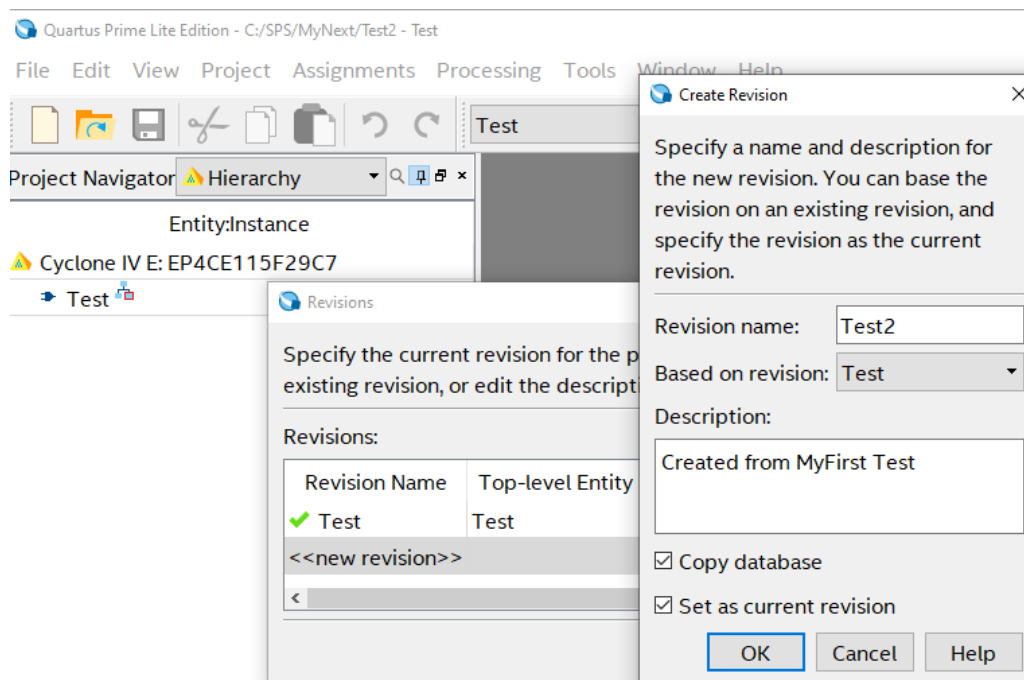 Quartus Prime Lite Edition - C:/SPS/MyNext/Test2 - Test
File Edit View Project Assignments Processing Tools Window Help
Test
Project Navigator Hierarchy
Entity:Instance
Cyclone IV E: EP4CE115F29C7
Test
Revisions
Specify the current revision for the p
existing revision, or edit the descripti
Revisions:
Revision Name Top-level Entity
Test Test
<<new revision>>
Create Revision
Specify a name and description for
the new revision. You can base the
revision on an existing revision, and
specify the revision as the current
revision.
Revision name: Test2
Based on revision: Test
Description:
Created from MyFirst Test
Copy database
Set as current revision
OK Cancel Help